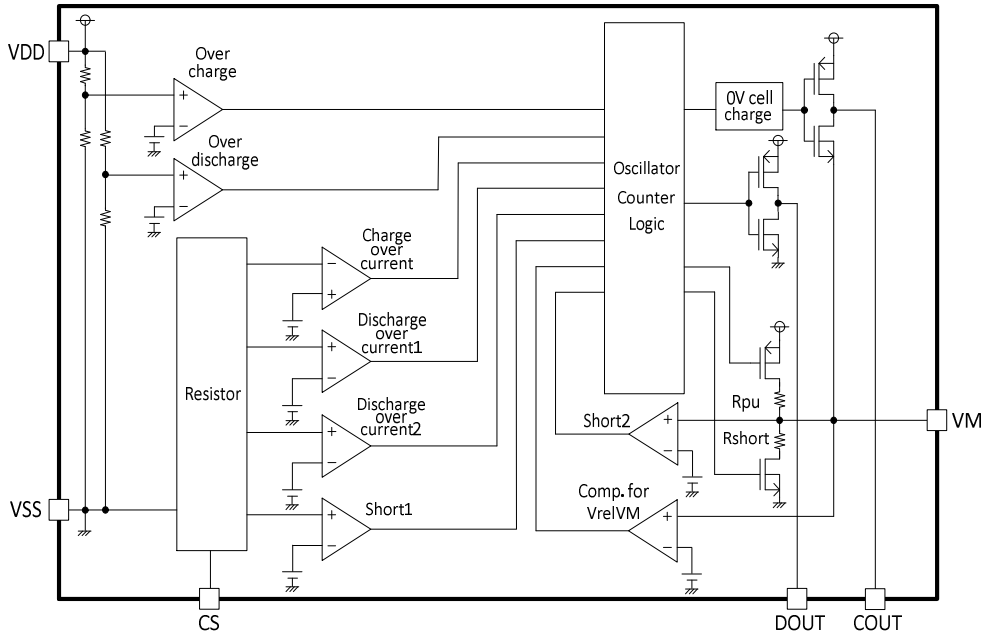 VDD
Over
charge
+
−
Over
discharge
+
−
Oscillator
Counter
Logic
0V cell
charge
Resistor
Charge
over
current
−
+
Discharge
over
current1
+
−
Discharge
over
current2
+
−
Short1
+
−
Short2
+
−
Comp. for
VrelVM
+
−
Rpu
Rshort
VM
VSS
CS
DOUT
COUT